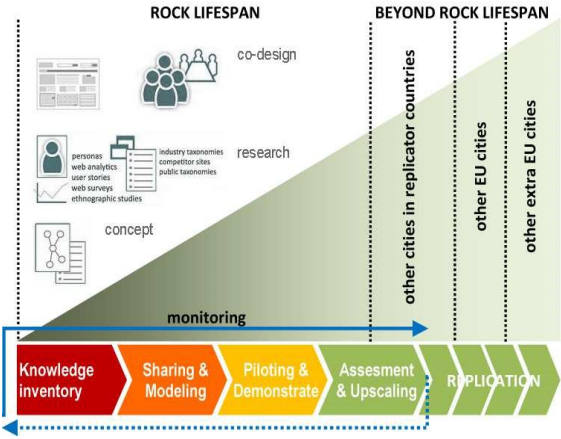 ROCK LIFESPAN
BEYOND ROCK LIFESPAN
co-design
research
personas
web analytics
user stories
web surveys
ethnographic studies
industry taxonomies
competitor sites
public taxonomies
concept
other cities in replicator countries
other EU cities
other extra EU cities
monitoring
Knowledge
inventory
Sharing &
Modeling
Piloting &
Demonstrate
Assesment
& Upscaling
REPLICATION